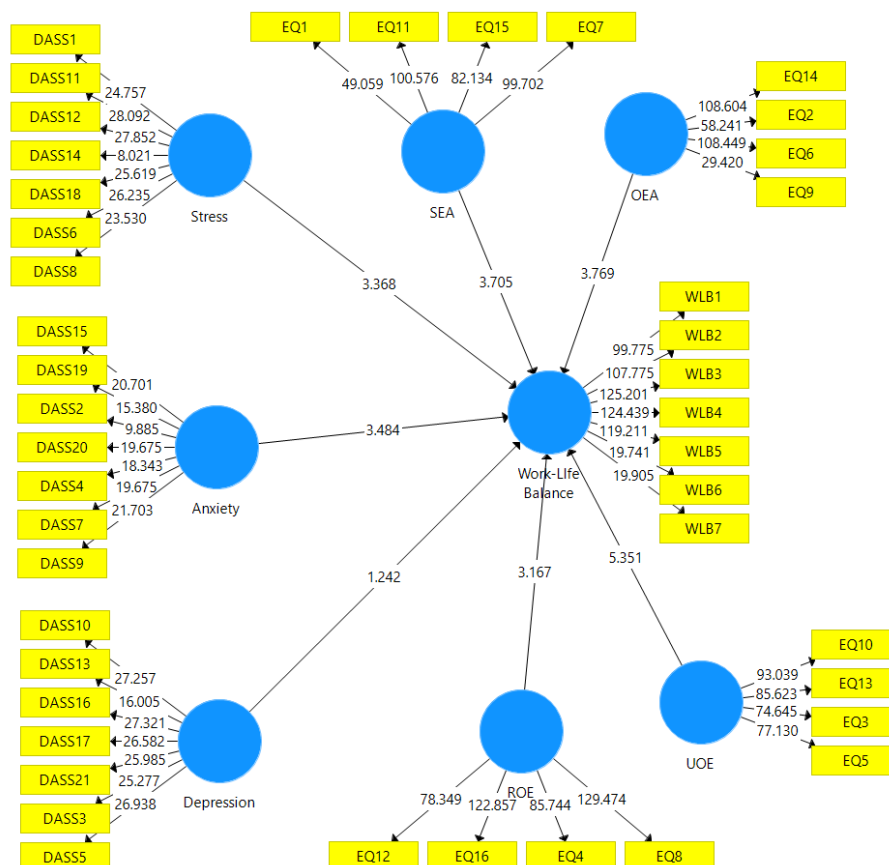 EQ1
EQ11
EQ15
EQ7
49.059
100.576
82.134
99.702
SEA
DASS1
DASS11
DASS12
DASS14
DASS18
DASS6
DASS8
24.757
28.092
27.852
8.021
25.619
26.235
23.530
Stress
EQ14
EQ2
EQ6
EQ9
108.604
58.241
108.449
29.420
OEA
3.368
3.705
3.769
DASS15
DASS19
DASS2
DASS20
DASS4
DASS7
DASS9
20.701
15.380
9.885
19.675
18.343
19.675
21.703
Anxiety
3.484
WLB1
WLB2
WLB3
WLB4
WLB5
WLB6
WLB7
99.775
107.775
125.201
124.439
119.211
19.741
19.905
Work-LIfe
Balance
1.242
3.167
5.351
DASS10
DASS13
DASS16
DASS17
DASS21
DASS3
DASS5
27.257
16.005
27.321
26.582
25.985
25.277
26.938
Depression
ROE
78.349
122.857
85.744
129.474
EQ12
EQ16
EQ4
EQ8
UOE
93.039
85.623
74.645
77.130
EQ10
EQ13
EQ3
EQ5